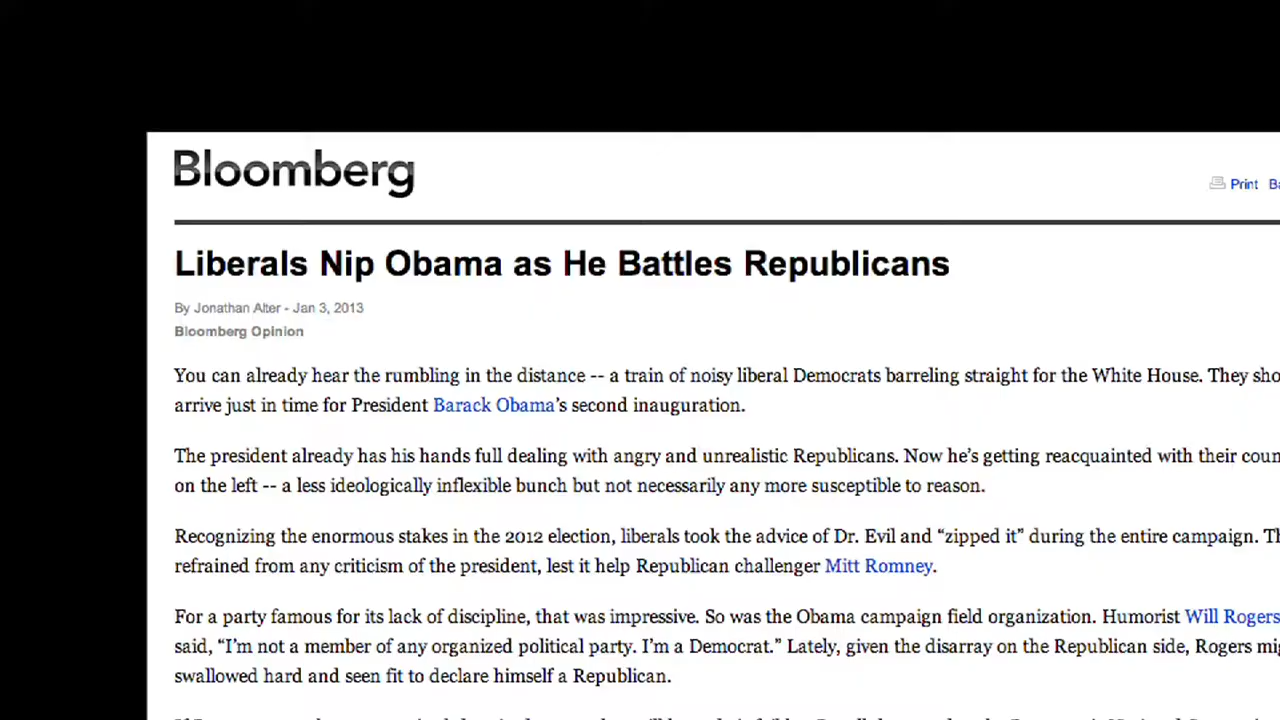 Bloomberg
Print
Liberals Nip Obama as He Battles Republicans
By Jonathan Alter - Jan 3, 2013
Bloomberg Opinion
You can already hear the rumbling in the distance -- a train of noisy liberal Democrats barreling straight for the White House. They
arrive just in time for President Barack Obama's second inauguration.
The president already has his hands full dealing with angry and unrealistic Republicans. Now he's getting reacquainted with their
on the left -- a less ideologically inflexible bunch but not necessarily any more susceptible to reason.
Recognizing the enormous stakes in the 2012 election, liberals took the advice of Dr. Evil and “zipped it” during the entire campaign.
refrained from any criticism of the president, lest it help Republican challenger Mitt Romney.
For a party famous for its lack of discipline, that was impressive. So was the Obama campaign field organization. Humorist Will Rogers
said, “I'm not a member of any organized political party. I'm a Democrat.” Lately, given the disarray on the Republican side, Rogers
swallowed hard and seen fit to declare himself a Republican.